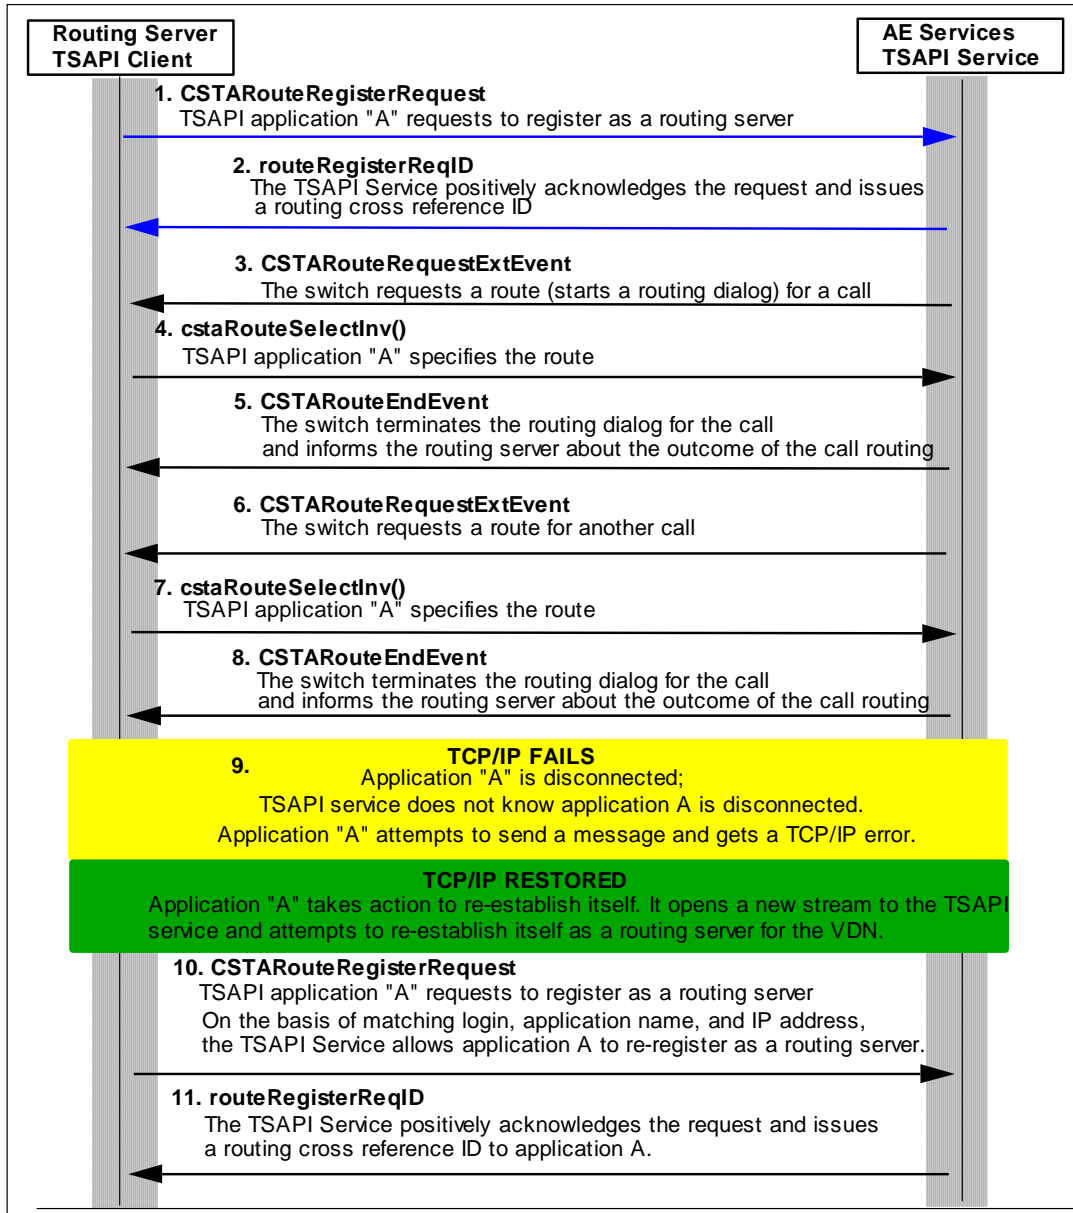 Routing Server
TSAPI Client
AE Services
TSAPI Service
1. CSTARouteRegisterRequest
TSAPI application "A" requests to register as a routing server
2. routeRegisterReqID
The TSAPI Service positively acknowledges the request and issues
a routing cross reference ID
3. CSTARouteRequestExtEvent
The switch requests a route (starts a routing dialog) for a call
4. cstaRouteSelectInv()
TSAPI application "A" specifies the route
5. CSTARouteEndEvent
The switch terminates the routing dialog for the call
and informs the routing server about the outcome of the call routing
6. CSTARouteRequestExtEvent
The switch requests a route for another call
7. cstaRouteSelectInv()
TSAPI application "A" specifies the route
8. CSTARouteEndEvent
The switch terminates the routing dialog for the call
and informs the routing server about the outcome of the call routing
9. TCP/IP FAILS
Application "A" is disconnected;
TSAPI service does not know application A is disconnected.
Application "A" attempts to send a message and gets a TCP/IP error.
TCP/IP RESTORED
Application "A" takes action to re-establish itself. It opens a new stream to the TSAPI
service and attempts to re-establish itself as a routing server for the VDN.
10. CSTARouteRegisterRequest
TSAPI application "A" requests to register as a routing server
On the basis of matching login, application name, and IP address,
the TSAPI Service allows application A to re-register as a routing server.
11. routeRegisterReqID
The TSAPI Service positively acknowledges the request and issues
a routing cross reference ID to application A.